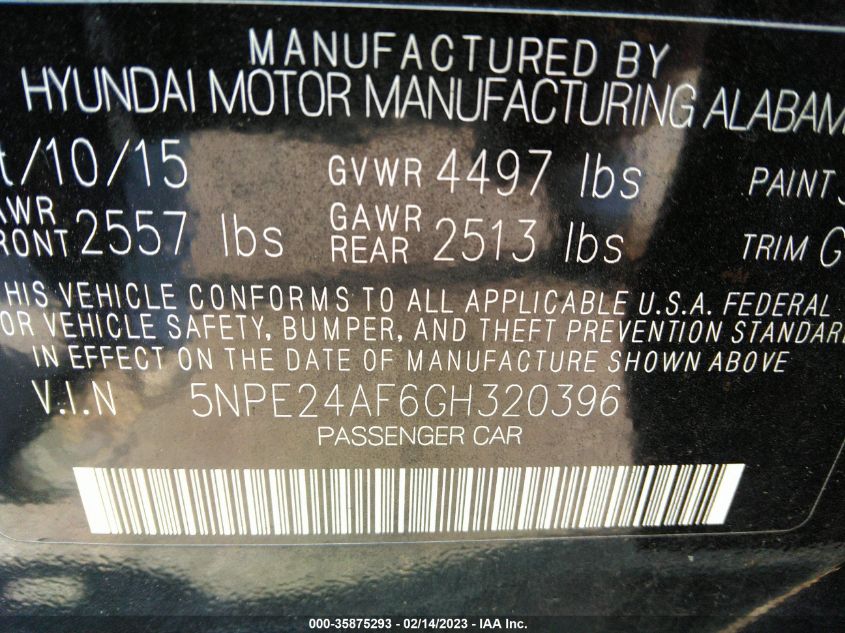 MANUFACTURED BY
HYUNDAI MOTOR MANUFACTURING ALABAM
t/10/15 GVWR 4497 lbs PAINT
AWR FRONT 2557 lbs GAWR REAR 2513 lbs TRIM G
HIS VEHICLE CONFORMS TO ALL APPLICABLE U.S.A. FEDERAL
OR VEHICLE SAFETY, BUMPER, AND THEFT PREVENTION STANDAR
IN EFFECT ON THE DATE OF MANUFACTURE SHOWN ABOVE
V.I.N 5NPE24AF6GH320396
PASSENGER CAR
000-35875293 - 02/14/2023 - IAA Inc.